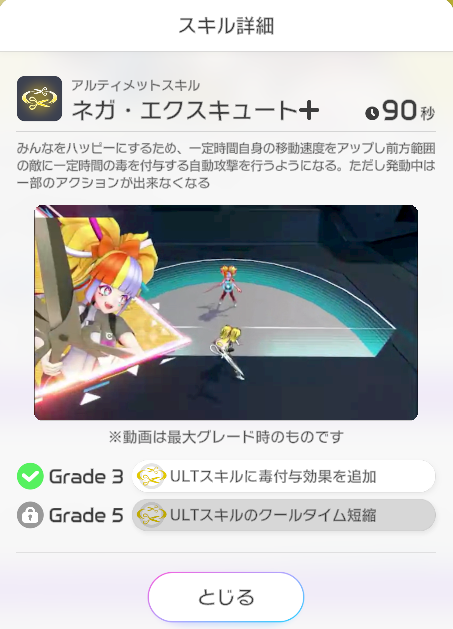 スキル詳細
アルティメットスキル
ネガ・エクスキュート+
90秒
みんなをハッピーにするため、一定時間自身の移動速度をアップし前方範囲
の敵に一定時間の毒を付与する自動攻撃を行うようになる。ただし発動中は
一部のアクションが出来なくなる
※動画は最大グレード時のものです
Grade 3 ULTスキルに毒付与効果を追加
Grade 5 ULTスキルのクールタイム短縮
とじる